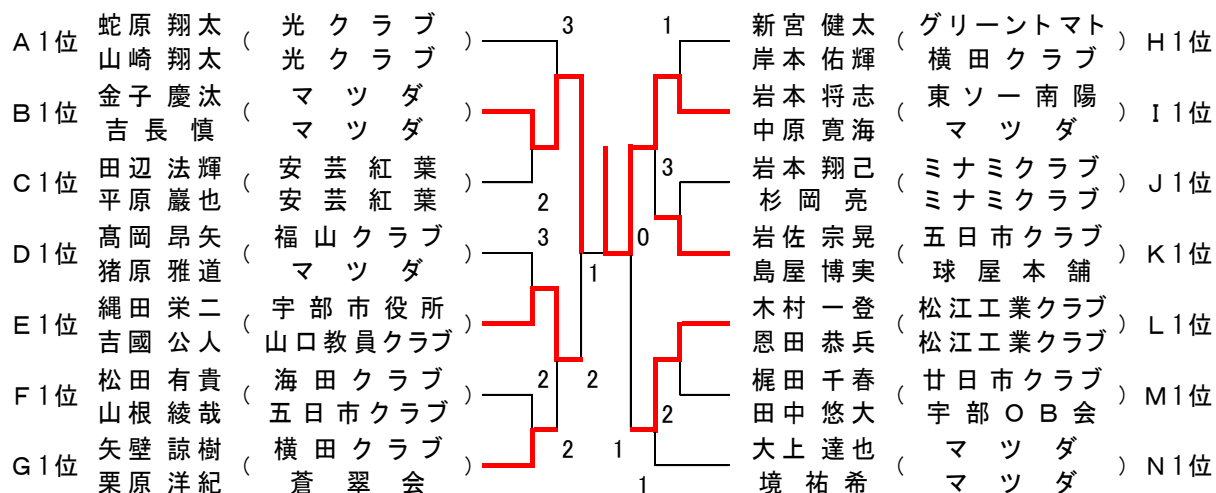 A1位 蛇原 翔太 ( 光クラブ )
山崎 翔太 光クラブ
B1位 金子 慶汰 ( マツダ )
吉長 慎 マツダ
C1位 田辺 法輝 ( 安芸紅葉 )
平原 巖也 安芸紅葉
D1位 髙岡 昂矢 ( 福山クラブ )
猪原 雅道 マツダ
E1位 縄田 栄二 ( 宇部市役所 )
吉國 公人 山口教員クラブ
F1位 松田 有貴 ( 海田クラブ )
山根 綾哉 五日市クラブ
G1位 矢壁 諒樹 ( 横田クラブ )
栗原 洋紀 蒼翠会
3
2
3
2
2
2
1
0
1
1
3
2
1
新宮 健太 ( グリーントマト ) H1位
岸本 佑輝 横田クラブ
岩本 将志 ( 東ソー南陽 ) I1位
中原 寛海 マツダ
岩本 翔己 ( ミナミクラブ ) J1位
杉岡 亮 ミナミクラブ
岩佐 宗晃 ( 五日市クラブ ) K1位
島屋 博実 球屋本舗
木村 一登 ( 松江工業クラブ ) L1位
恩田 恭兵 松江工業クラブ
梶田 千春 ( 廿日市クラブ ) M1位
田中 悠大 宇部OB会
大上 達也 ( マツダ ) N1位
境 祐希 マツダ